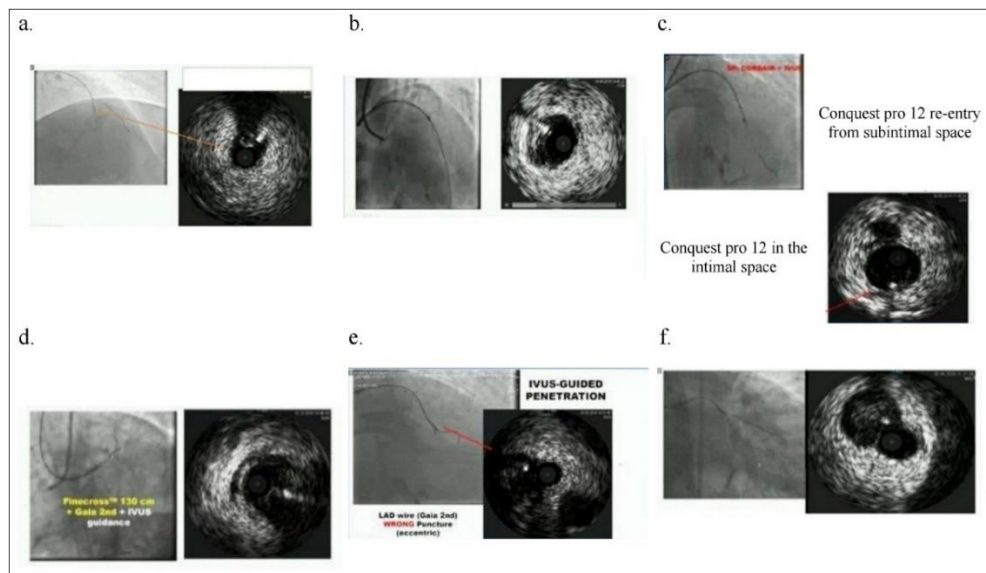 a.
b.
c.
Conquest pro 12 re-entry
from subintimal space
Conquest pro 12 in the
intimal space
d.
Finecross™ 130 cm
+ Gaia 2nd + IVUS
guidance
e.
IVUS-GUIDED
PENETRATION
LAD wire (Gaia 2nd)
WRONG Puncture
(eccentric)
f.